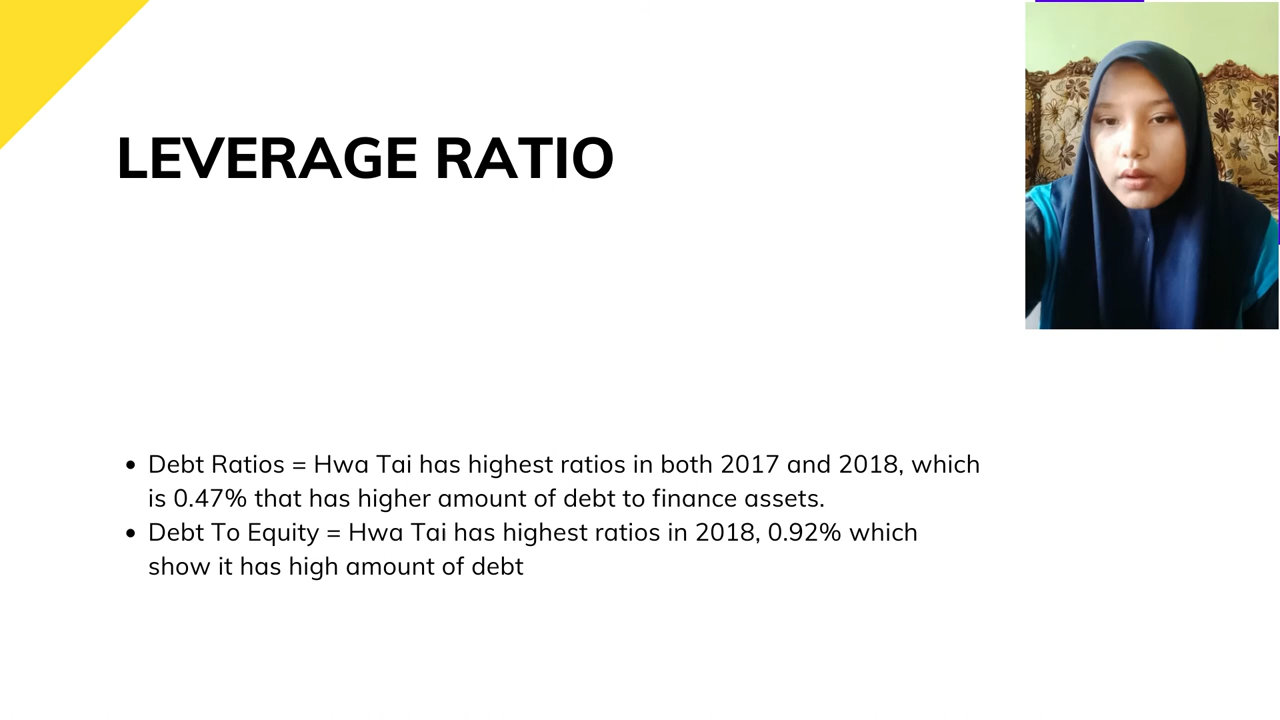 LEVERAGE RATIO
• Debt Ratios = Hwa Tai has highest ratios in both 2017 and 2018, which
is 0.47% that has higher amount of debt to finance assets.
• Debt To Equity = Hwa Tai has highest ratios in 2018, 0.92% which
show it has high amount of debt